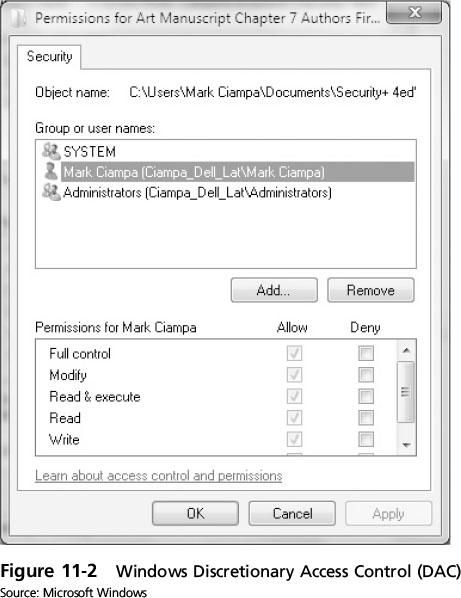 Permissions for Art Manuscript Chapter 7 Authors Fir...
Security
Object name: C:\Users\Mark Ciampa\Documents\Security+ 4ed'
Group or user names:
SYSTEM
Mark Ciampa (Ciampa_Dell_Lat\Mark Ciampa)
Administrators (Ciampa_Dell_Lat\Administrators)
Add... Remove
Permissions for Mark Ciampa Allow Deny
Full control
Modify
Read & execute
Read
Write
Learn about access control and permissions
OK Cancel Apply
Figure 11-2 Windows Discretionary Access Control (DAC)
Source: Microsoft Windows